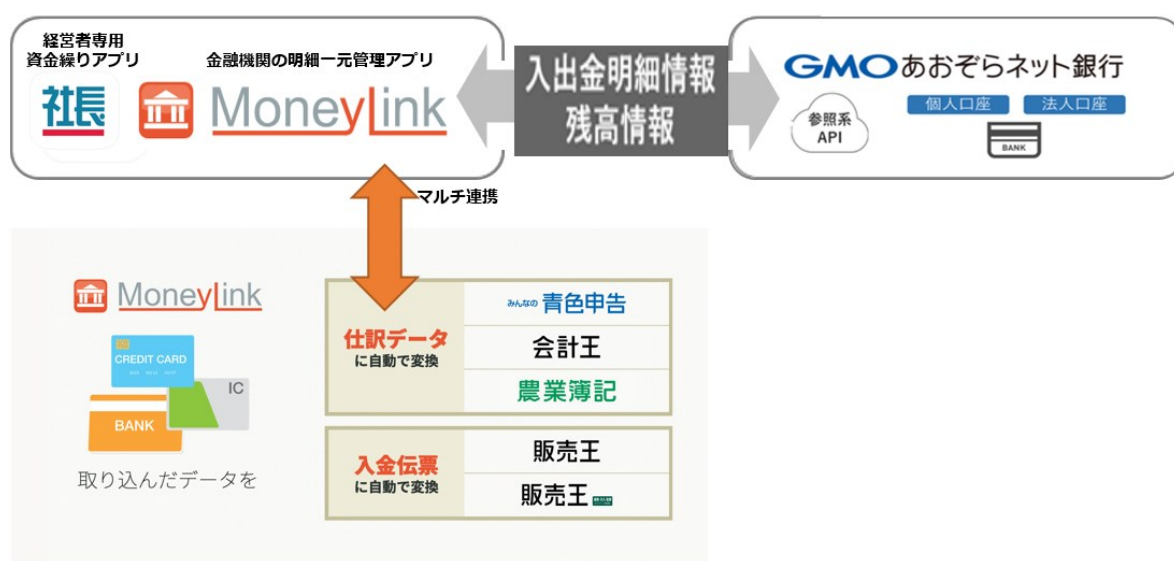 経営者専用
資金繰りアプリ
社長
金融機関の明細一元管理アプリ
MoneyLink
入出金明細情報
残高情報
GMOあおぞらネット銀行
参照系
API
個人口座
法人口座
BANK
マルチ連携
MoneyLink
CREDIT CARD
IC
BANK
取り込んだデータを
仕訳データ
に自動で変換
みんなの青色申告
会計王
農業簿記
入金伝票
に自動で変換
販売王
販売王